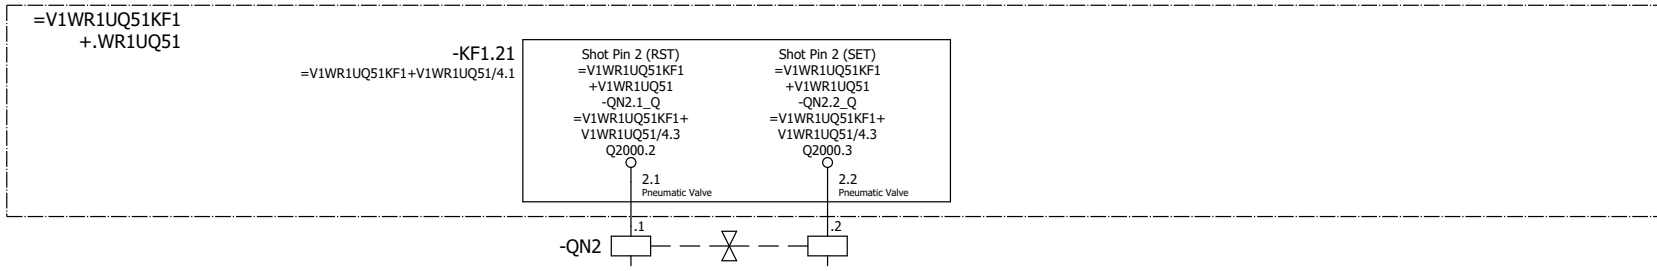 =V1WR1UQ51KF1
+.WR1UQ51
-KF1.21
=V1WR1UQ51KF1+V1WR1UQ51/4.1
Shot Pin 2 (RST)
=V1WR1UQ51KF1
+V1WR1UQ51
-QN2.1_Q
=V1WR1UQ51KF1+
V1WR1UQ51/4.3
Q2000.2
2.1
Pneumatic Valve
Shot Pin 2 (SET)
=V1WR1UQ51KF1
+V1WR1UQ51
-QN2.2_Q
=V1WR1UQ51KF1+
V1WR1UQ51/4.3
Q2000.3
2.2
Pneumatic Valve
-QN2
.1
.2